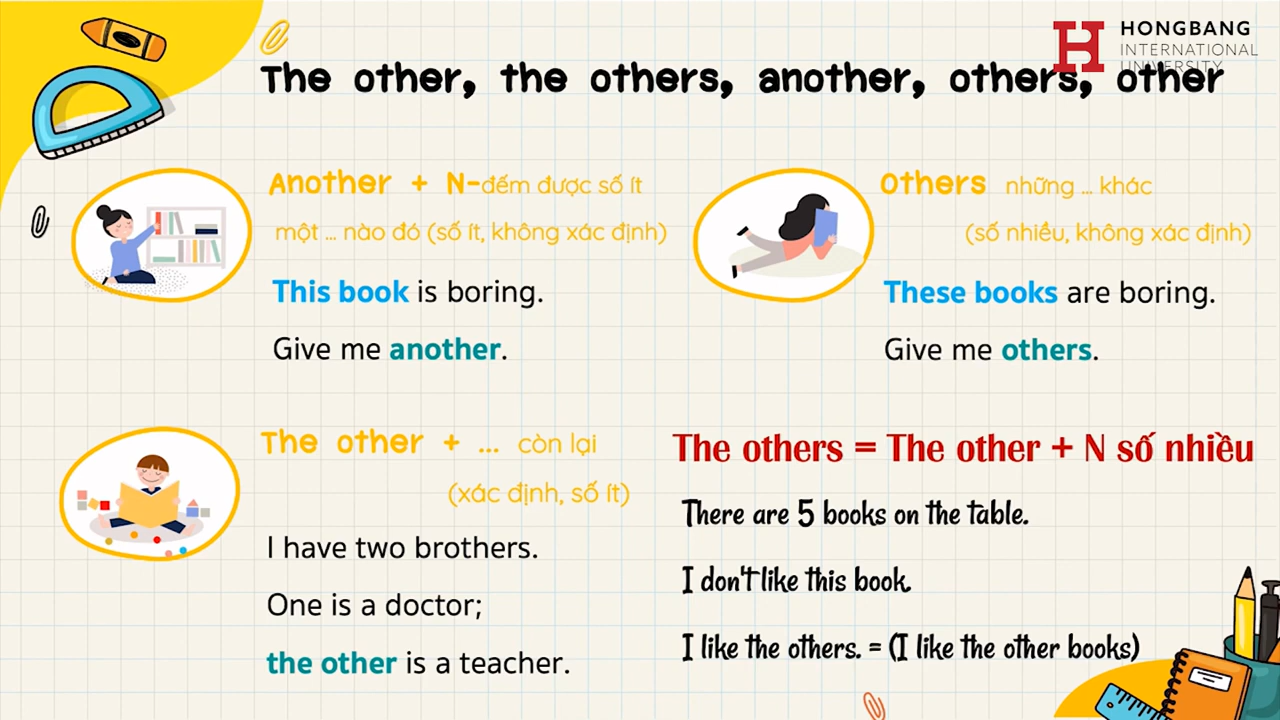 HONGBANG
INTERNATIONAL
UNIVERSITY
The other, the others, another, others, other
Another + N-đếm được số ít
một ... nào đó (số ít, không xác định)
This book is boring.
Give me another.
Others những ... khác
(số nhiều, không xác định)
These books are boring.
Give me others.
The other + ... còn lại
(xác định, số ít)
I have two brothers.
One is a doctor;
the other is a teacher.
The others = The other + N số nhiều
There are 5 books on the table.
I don't like this book.
I like the others. = (I like the other books)